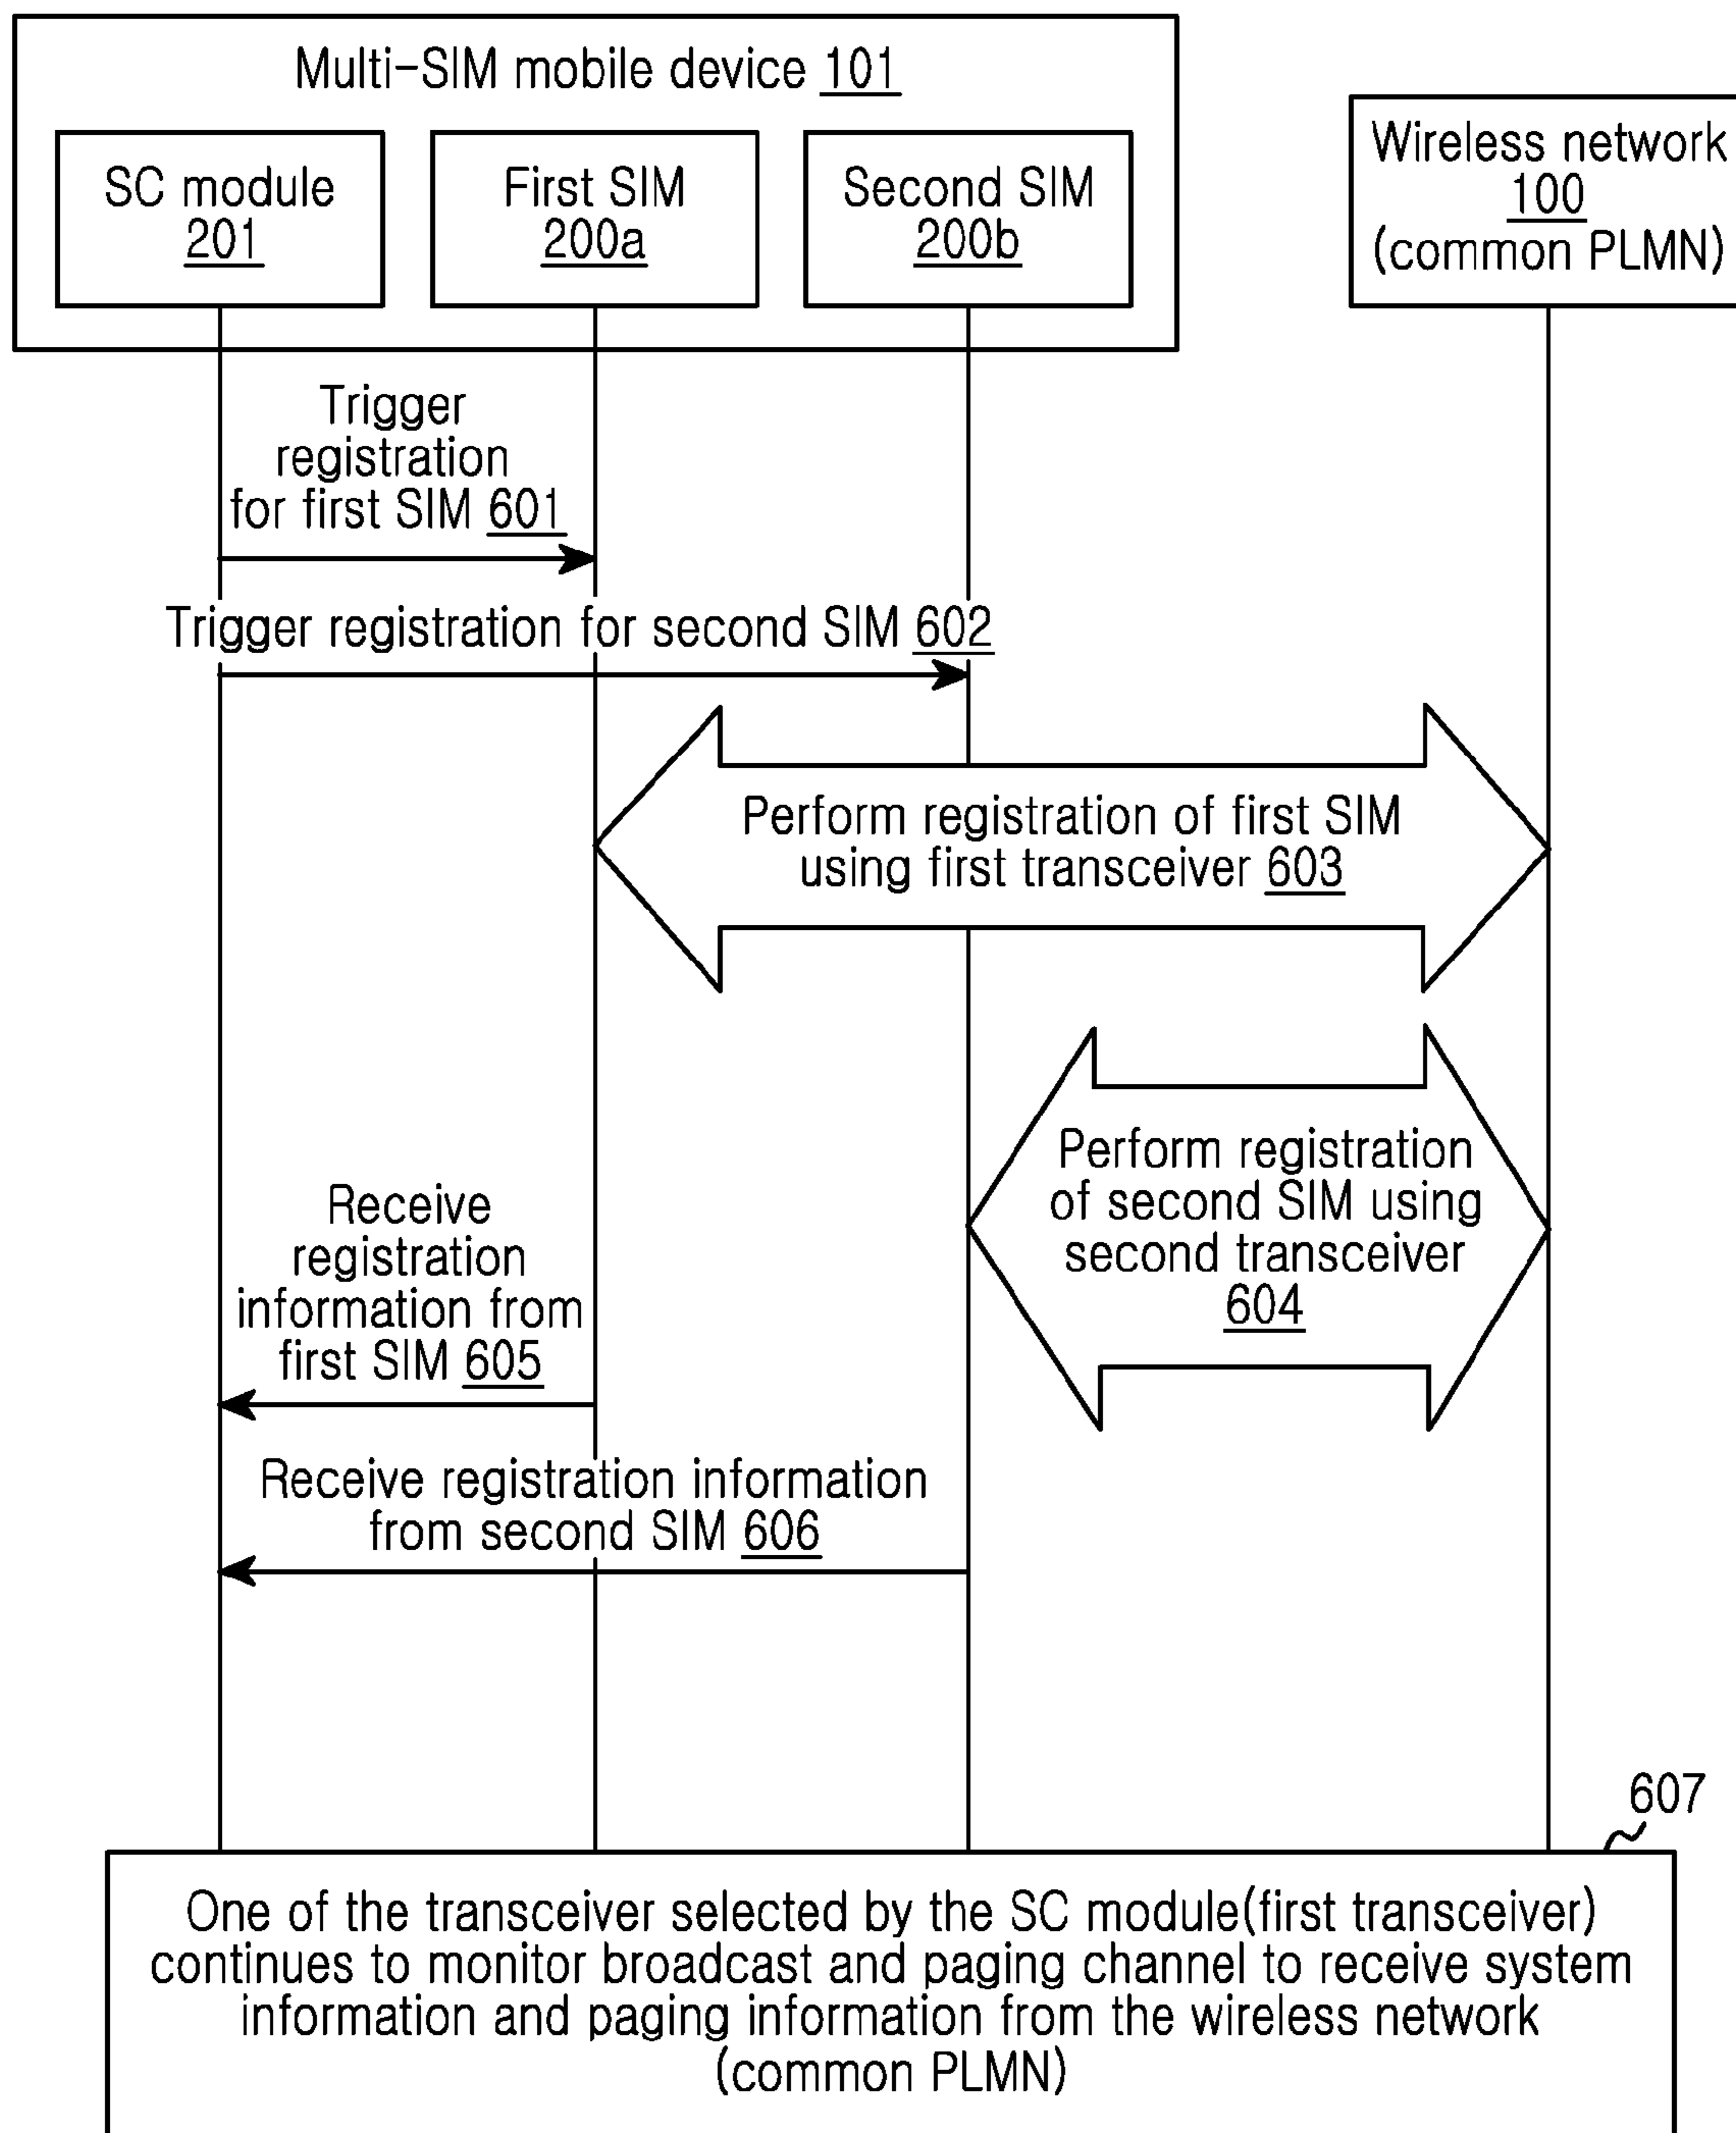 Multi-SIM mobile device 101
SC module
201
First SIM
200a
Second SIM
200b
Wireless network
100
(common PLMN)
Trigger
registration
for first SIM 601
Trigger registration for second SIM 602
Perform registration of first SIM
using first transceiver 603
Perform registration
of second SIM using
second transceiver
604
Receive
registration
information from
first SIM 605
Receive registration information
from second SIM 606
607
One of the transceiver selected by the SC module(first transceiver)
continues to monitor broadcast and paging channel to receive system
information and paging information from the wireless network
(common PLMN)